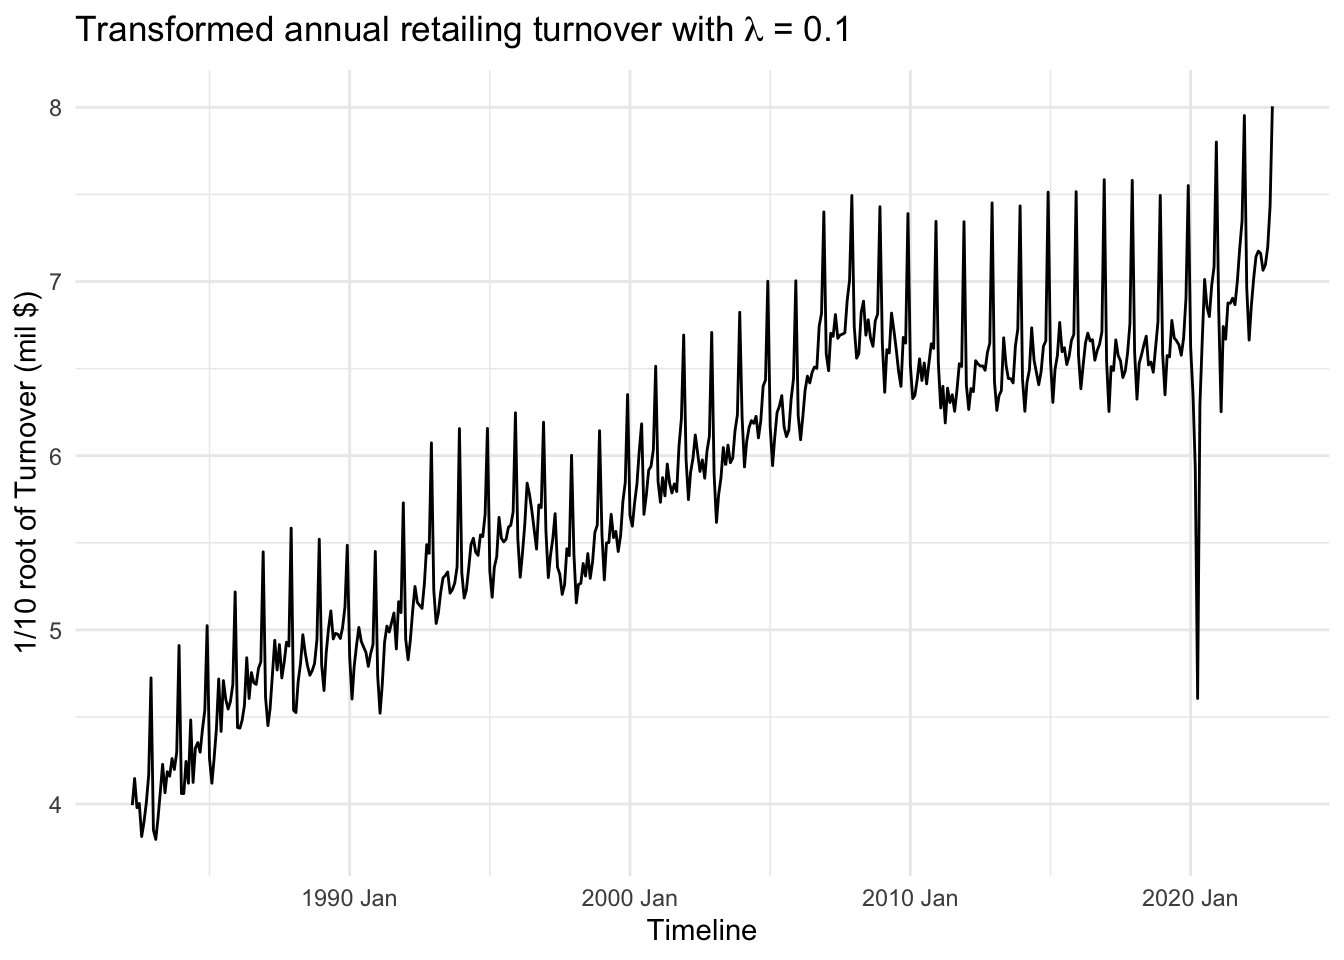 Transformed annual retailing turnover with λ = 0.1
1/10 root of Turnover (mil $)
8
7
6
5
4
1990 Jan
2000 Jan
2010 Jan
2020 Jan
Timeline